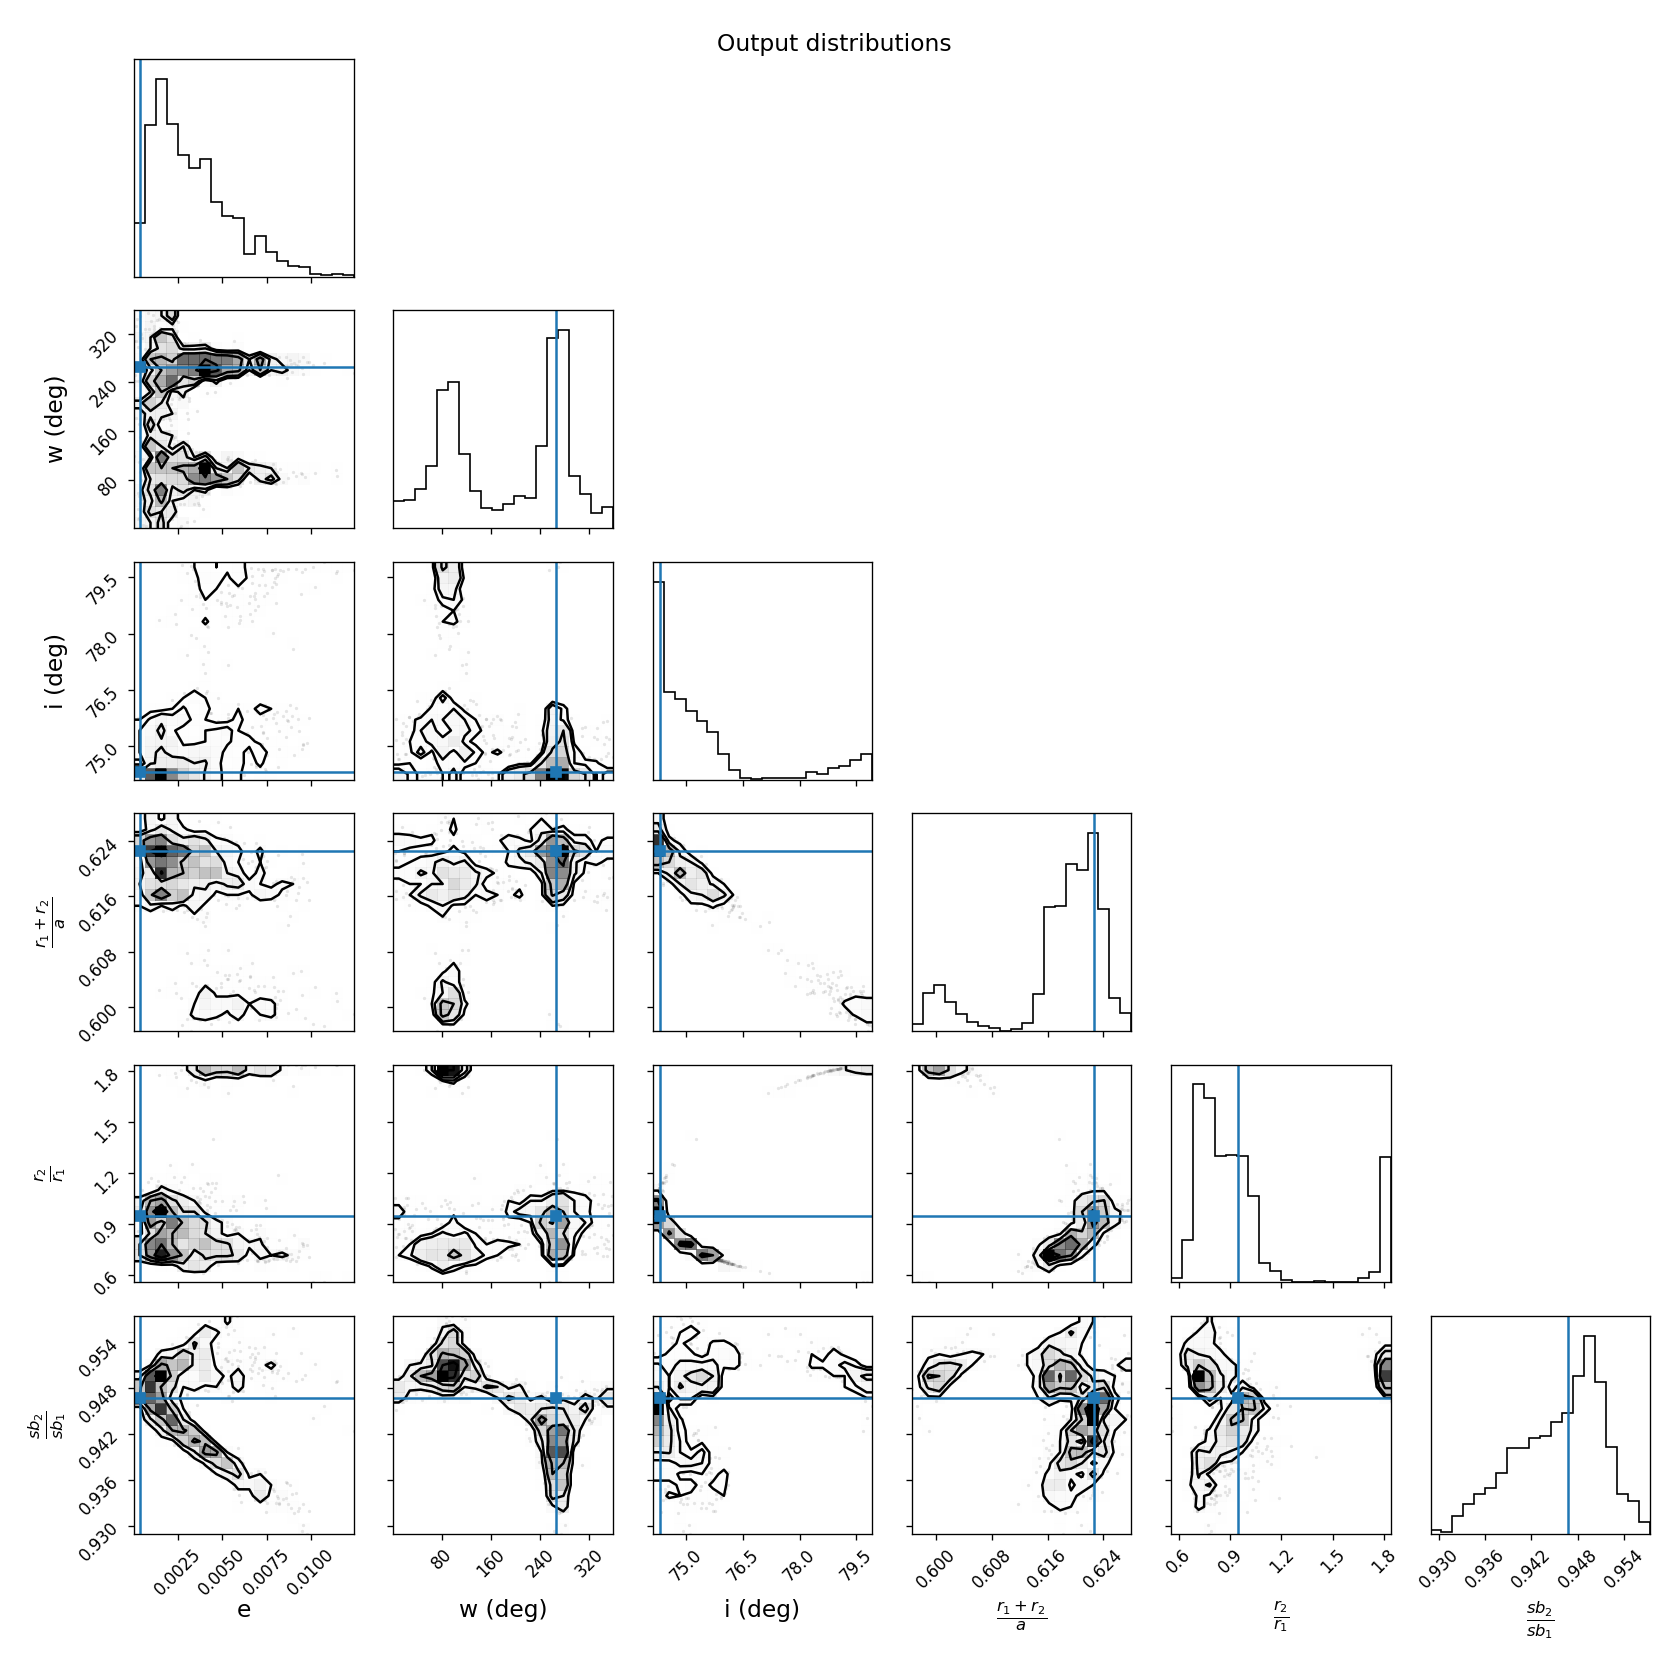 Output distributions
w (deg)
320
240
160
80
i (deg)
79.5
78.0
76.5
75.0
r₁ + r₂
a
0.624
0.616
0.608
0.600
r₂
r₁
1.8
1.5
1.2
0.9
0.6
sb₂
sb₁
0.954
0.948
0.942
0.936
0.930
0.0025 0.0050 0.0075 0.0100 80 160 240 320 75.0 76.5 78.0 79.5 0.600 0.608 0.616 0.624 0.6 0.9 1.2 1.5 1.8 0.930 0.936 0.942 0.948 0.954
e w (deg) i (deg) r₁ + r₂ r₂ sb₂
a r₁ sb₁